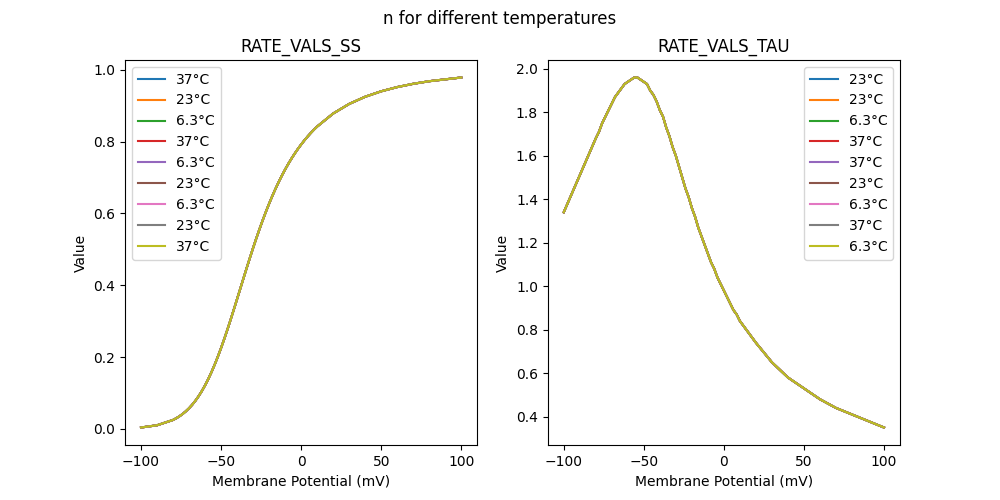 n for different temperatures
RATE_VALS_SS
1.0
0.8
0.6
0.4
0.2
0.0
Value
37°C
23°C
6.3°C
37°C
6.3°C
23°C
6.3°C
23°C
37°C
−100
−50
0
50
100
Membrane Potential (mV)
RATE_VALS_TAU
2.0
1.8
1.6
1.4
1.2
1.0
0.8
0.6
0.4
Value
23°C
23°C
6.3°C
37°C
37°C
23°C
6.3°C
37°C
6.3°C
−100
−50
0
50
100
Membrane Potential (mV)